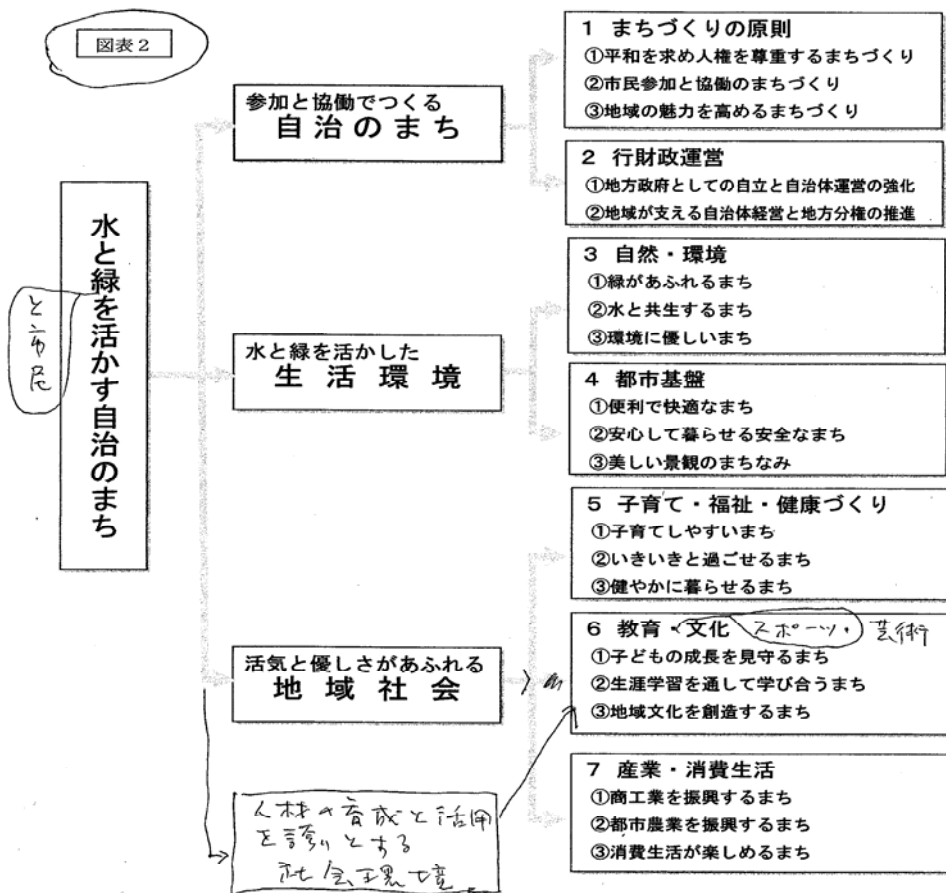 図表2
水と緑を活かす自治のまち
と市民
参加と協働でつくる
自治のまち
1 まちづくりの原則
①平和を求め人権を尊重するまちづくり
②市民参加と協働のまちづくり
③地域の魅力を高めるまちづくり
2 行財政運営
①地方政府としての自立と自治体運営の強化
②地域が支える自治体経営と地方分権の推進
水と緑を活かした
生活環境
3 自然・環境
①緑があふれるまち
②水と共生するまち
③環境に優しいまち
4 都市基盤
①便利で快適なまち
②安心して暮らせる安全なまち
③美しい景観のまちなみ
活気と優しさがあふれる
地域社会
5 子育て・福祉・健康づくり
①子育てしやすいまち
②いきいきと過ごせるまち
③健やかに暮らせるまち
6 教育・文化 スポーツ・芸術
①子どもの成長を見守るまち
②生涯学習を通して学び合うまち
③地域文化を創造するまち
7 産業・消費生活
①商工業を振興するまち
②都市農業を振興するまち
③消費生活が楽しめるまち
人材の育成と活用
を誇りとする
社会環境